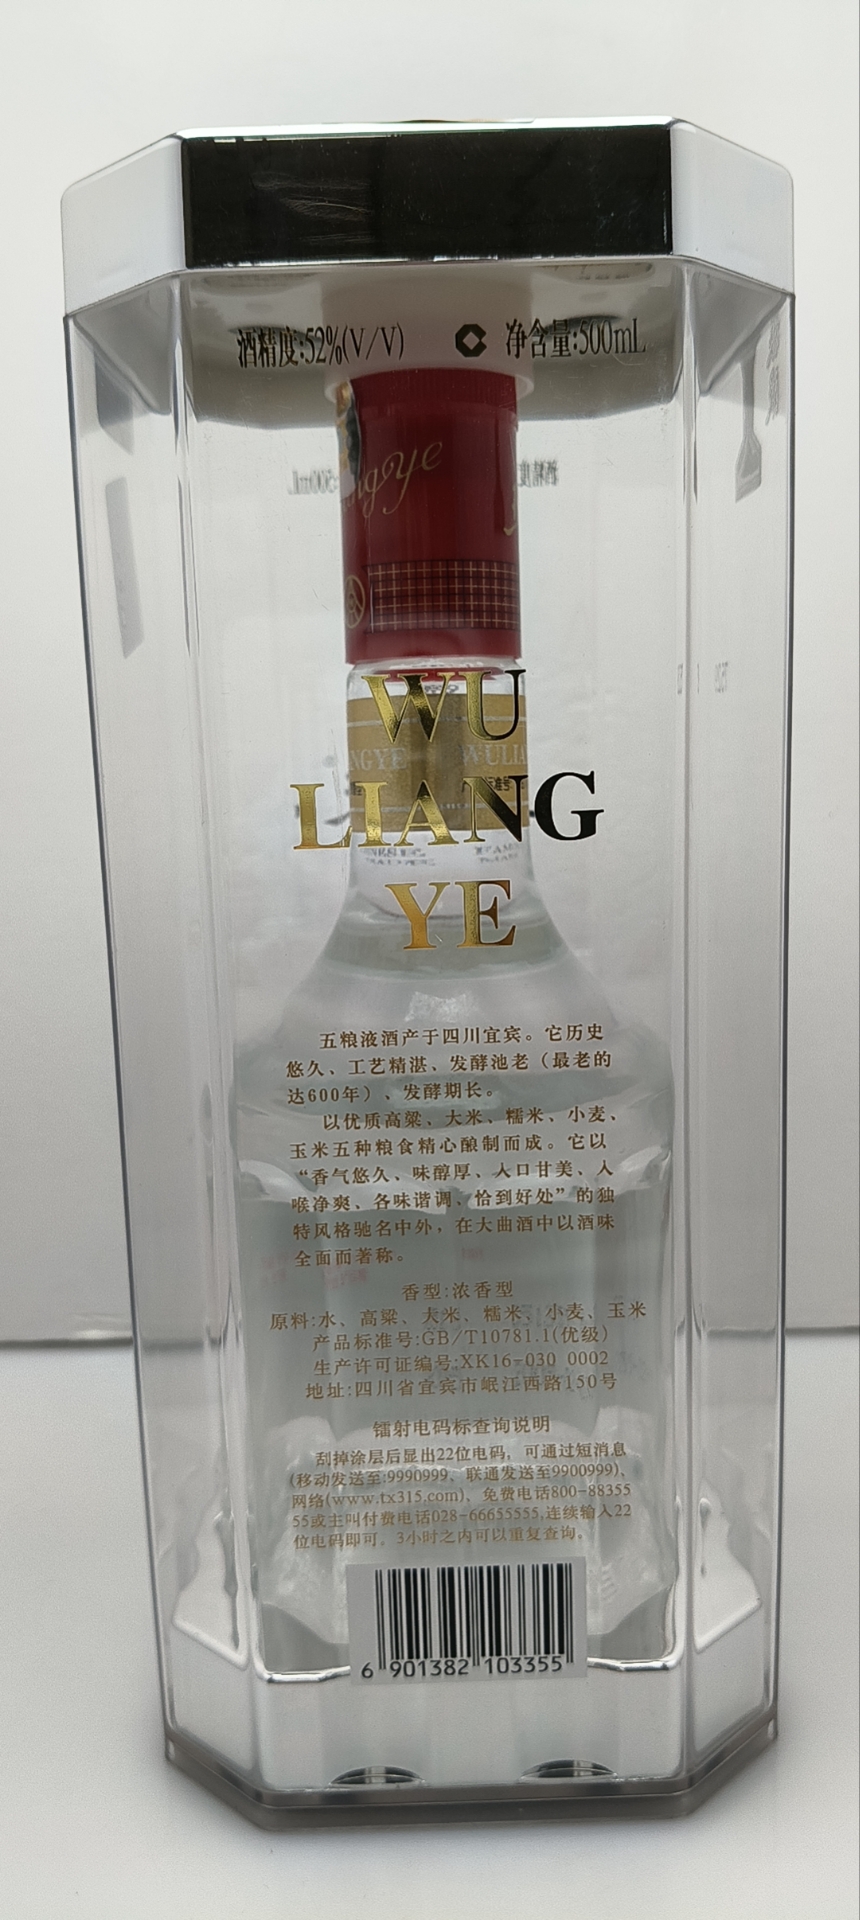 酒精度:52%(V/V) 净含量:500mL
ngye
WU
LIANG
YE
NGYE WULIA
五粮液酒产于四川宜宾。它历史
悠久、工艺精湛、发酵池老（最老的
达600年）、发酵期长。
以优质高粱、大米、糯米、小麦、
玉米五种粮食精心酿制而成。它以
“香气悠久、味醇厚、入口甘美、入
喉净爽、各味谐调、恰到好处”的独
特风格驰名中外，在大曲酒中以酒味
全面而著称。
香型:浓香型
原料:水、高粱、大米、糯米、小麦、玉米
产品标准号:GB/T10781.1(优级)
生产许可证编号:XK16-030 0002
地址:四川省宜宾市岷江西路150号
镭射电码标查询说明
刮掉涂层后显出22位电码，可通过短消息
(移动发送至:9990999、联通发送至9900999)、
网络(www.tx315.com)、免费电话800-88355
55或主叫付费电话028-66655555,连续输入22
位电码即可。3小时之内可以重复查询。
6 901382 103355